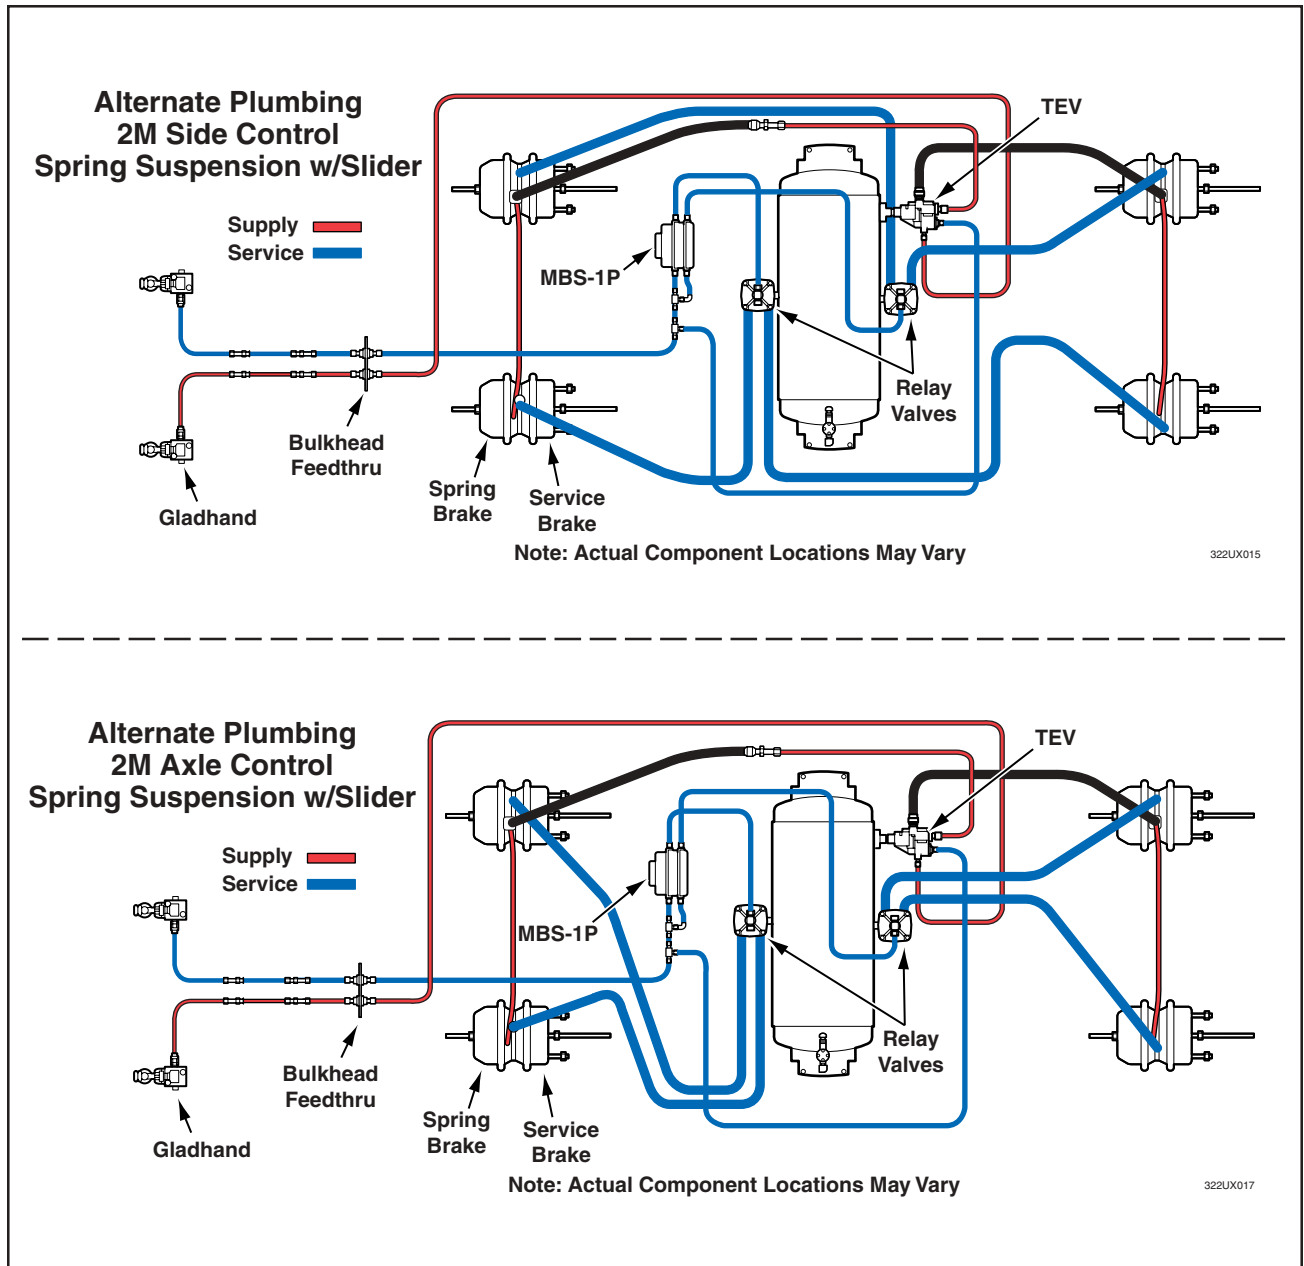 Alternate Plumbing
2M Side Control
Spring Suspension w/Slider
Supply
Service
TEV
MBS-1P
Relay
Valves
Bulkhead
Feedthru
Gladhand
Spring
Brake
Service
Brake
Note: Actual Component Locations May Vary
322UX015
Alternate Plumbing
2M Axle Control
Spring Suspension w/Slider
Supply
Service
TEV
MBS-1P
Relay
Valves
Bulkhead
Feedthru
Gladhand
Spring
Brake
Service
Brake
Note: Actual Component Locations May Vary
322UX017